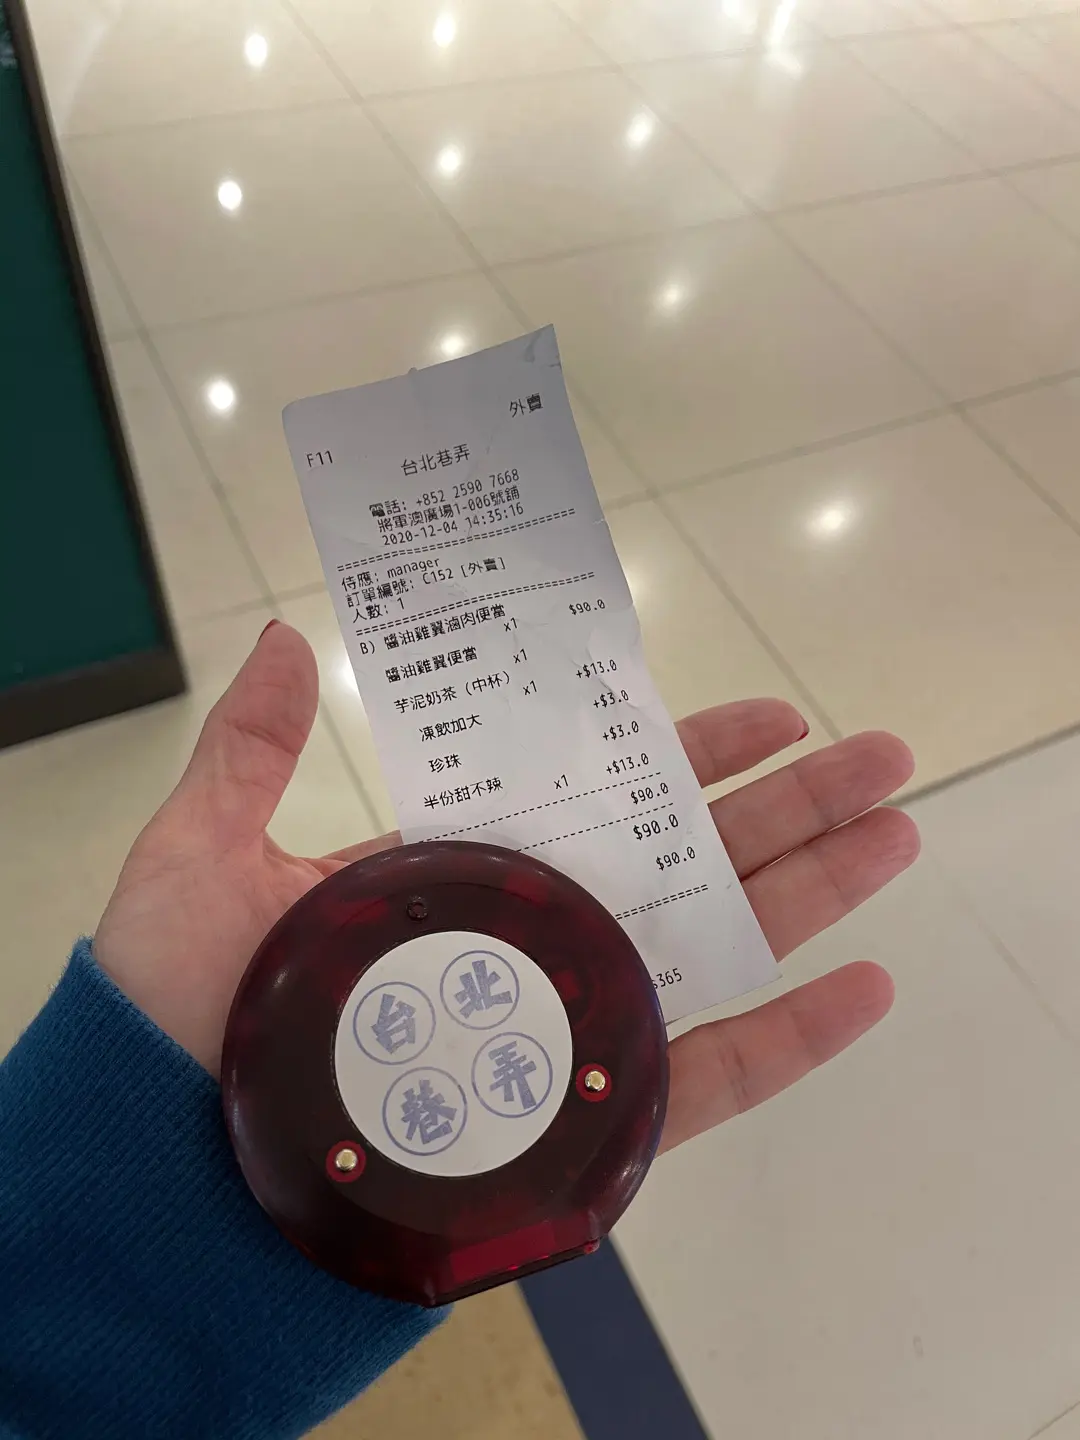 外賣
F11
台北巷弄
電話: +852 2590 7668
將軍澳廣場1-006號舖
2020-12-04 14:35:16
侍應: manager
訂單編號: C152 [外賣]
人數: 1
B) 醬油雞翼滷肉便當 x1 $90.0
醬油雞翼便當 x1
芋泥奶茶 (中杯) x1 +$13.0
凍飲加大 +$3.0
珍珠 +$3.0
半份甜不辣 x1 +$13.0
$90.0
$90.0
$90.0
台北
巷弄